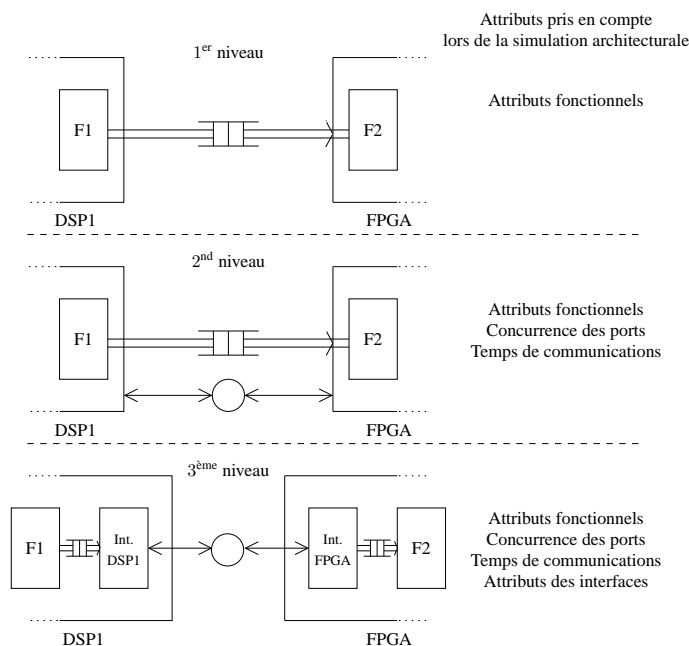 Attributs pris en compte
lors de la simulation architecturale
1er niveau
Attributs fonctionnels
F1
F2
DSP1
FPGA
2nd niveau
Attributs fonctionnels
Concurrence des ports
Temps de communications
F1
F2
DSP1
FPGA
3ème niveau
Attributs fonctionnels
Concurrence des ports
Temps de communications
Attributs des interfaces
F1
Int.
DSP1
Int.
FPGA
F2
DSP1
FPGA